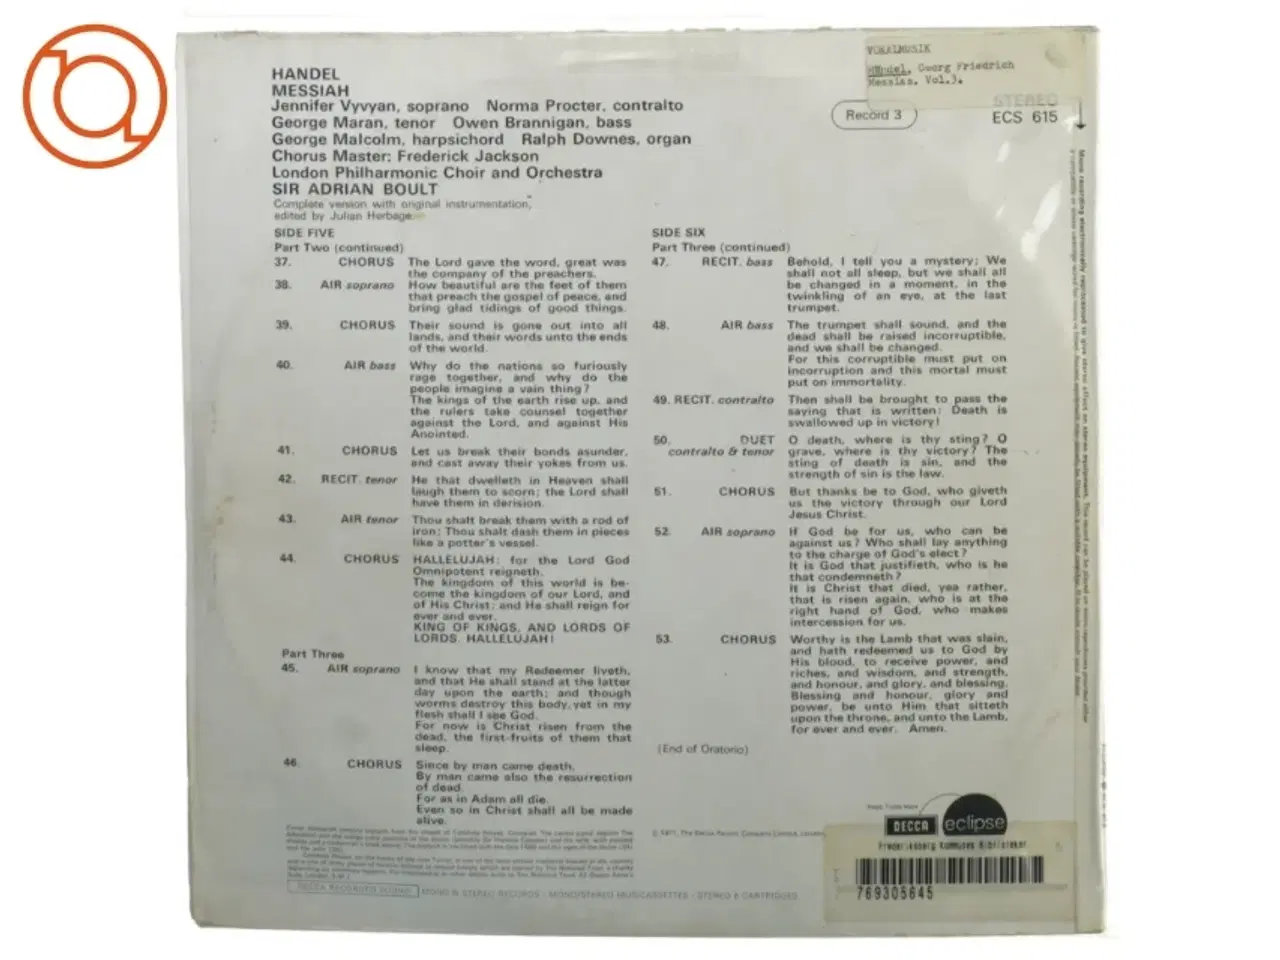 HANDEL
MESSIAH
Jennifer Vyvyan, soprano Norma Procter, contralto
George Maran, tenor Owen Brannigan, bass
George Malcolm, harpsichord Ralph Downes, organ
Chorus Master: Frederick Jackson
London Philharmonic Choir and Orchestra
SIR ADRIAN BOULT
Complete version with original instrumentation,
edited by Julian Herbage
VOKALMUSIK
Händel, Georg Friedrich
Messias. Vol.3.
Record 3
STEREO
ECS 615
SIDE FIVE
Part Two (continued)
37. CHORUS The Lord gave the word, great was
the company of the preachers.
38. AIR soprano How beautiful are the feet of them
that preach the gospel of peace, and
bring glad tidings of good things.
39. CHORUS Their sound is gone out into all
lands, and their words unto the ends
of the world.
40. AIR bass Why do the nations so furiously
rage together, and why do the
people imagine a vain thing?
The kings of the earth rise up, and
the rulers take counsel together
against the Lord, and against His
Anointed.
41. CHORUS Let us break their bonds asunder,
and cast away their yokes from us.
42. RECIT. tenor He that dwelleth in Heaven shall
laugh them to scorn; the Lord shall
have them in derision.
43. AIR tenor Thou shalt break them with a rod of
iron; Thou shalt dash them in pieces
like a potter's vessel.
44. CHORUS HALLELUJAH: for the Lord God
Omnipotent reigneth.
The kingdom of this world is be-
come the kingdom of our Lord, and
of His Christ; and He shall reign for
ever and ever.
KING OF KINGS, AND LORDS OF
LORDS. HALLELUJAH!
Part Three
45. AIR soprano I know that my Redeemer liveth,
and that He shall stand at the latter
day upon the earth; and though
worms destroy this body, yet in my
flesh shall I see God.
For now is Christ risen from the
dead, the first-fruits of them that
sleep.
46. CHORUS Since by man came death,
By man came also the resurrection
of dead.
For as in Adam all die.
Even so in Christ shall all be made
alive.
SIDE SIX
Part Three (continued)
47. RECIT. bass Behold, I tell you a mystery; We
shall not all sleep, but we shall all
be changed in a moment, in the
twinkling of an eye, at the last
trumpet.
48. AIR bass The trumpet shall sound, and the
dead shall be raised incorruptible,
and we shall be changed.
For this corruptible must put on
incorruption and this mortal must
put on immortality.
49. RECIT. contralto Then shall be brought to pass the
saying that is written: Death is
swallowed up in victory!
50. DUET O death, where is thy sting? O
contralto & tenor grave, where is thy victory? The
sting of death is sin, and the
strength of sin is the law.
51. CHORUS But thanks be to God, who giveth
us the victory through our Lord
Jesus Christ.
52. AIR soprano If God be for us, who can be
against us? Who shall lay anything
to the charge of God's elect?
It is God that justifieth, who is he
that condemneth?
It is Christ that died, yea rather,
that is risen again, who is at the
right hand of God, who makes
intercession for us.
53. CHORUS Worthy is the Lamb that was slain,
and hath redeemed us to God by
His blood, to receive power, and
riches, and wisdom, and strength,
and honour, and glory, and blessing.
Blessing and honour, glory and
power, be unto Him that sitteth
upon the throne, and unto the Lamb,
for ever and ever. Amen.
(End of Oratorio)
© 1971, The Decca Record Company Limited, London
DECCA eclipse
Frederiksberg Kommunes Biblioteker
769305645
DECCA RECORDED SOUND MONO & STEREO RECORDS · MONO/STEREO MUSICASSETTES · STEREO 8 CARTRIDGES